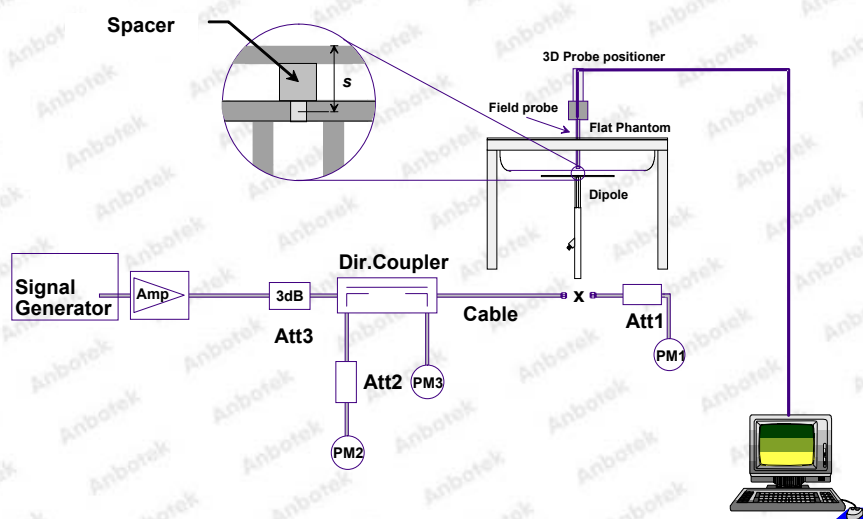 Spacer
s
3D Probe positioner
Field probe
Flat Phantom
Dipole
Signal
Generator
Amp
3dB
Att3
Dir.Coupler
Cable
x
Att1
PM1
Att2
PM3
PM2
Anbotek